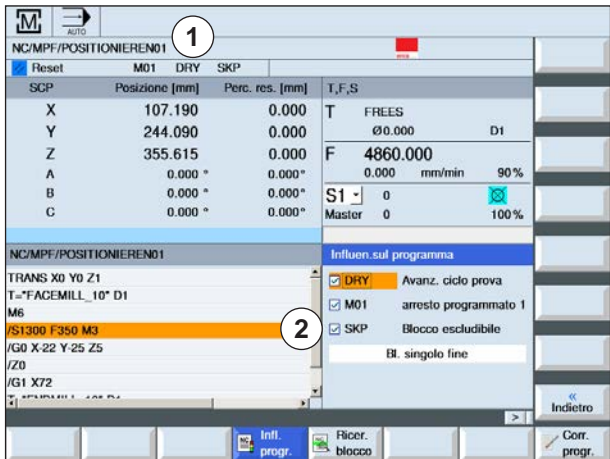 M
AUTO
NC/MPF/POSITIONIEREN01
1
Reset M01 DRY SKP
SCP Posizione [mm] Perc. res. [mm]
X 107.190 0.000
Y 244.090 0.000
Z 355.615 0.000
A 0.000 ° 0.000°
B 0.000 ° 0.000°
C 0.000 ° 0.000°
T,F,S
T FREES
Ø0.000 D1
F 4860.000
0.000 mm/min 90%
S1 0
Master 0 100%
NC/MPF/POSITIONIEREN01
TRANS X0 Y0 Z1
T="FACEMILL_10" D1
M6
/S1300 F350 M3
/G0 X-22 Y-25 Z5
/Z0
/G1 X72
2
Influen.sul programma
DRY Avanz. ciclo prova
M01 arresto programmato 1
SKP Blocco escludibile
Bl. singolo fine
>
«
Indietro
NC Infl.
progr.
Ricer.
blocco
Corr.
progr.